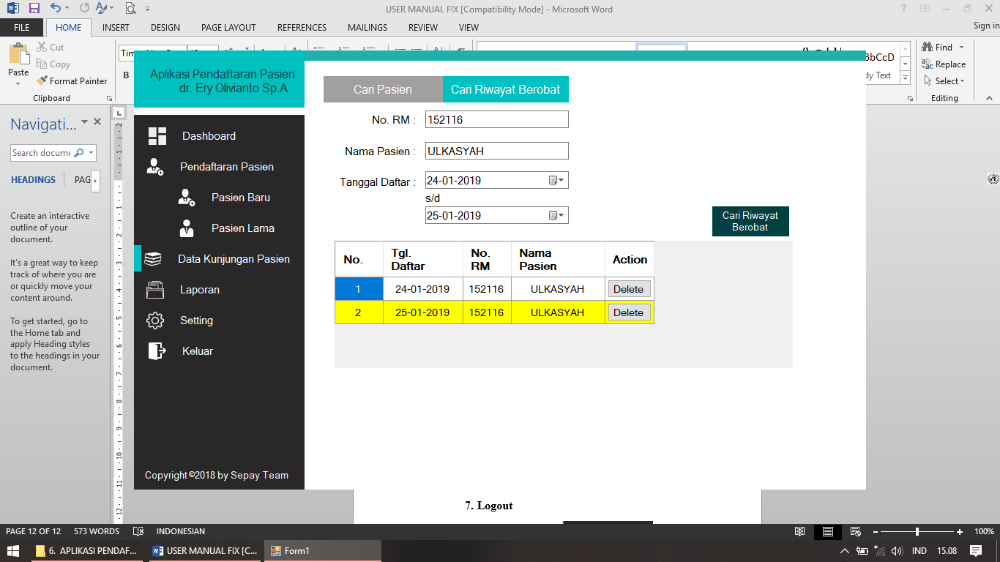 USER MANUAL FIX [Compatibility Mode] - Microsoft Word
FILE HOME INSERT DESIGN PAGE LAYOUT REFERENCES MAILINGS REVIEW VIEW Sign in
Paste
Cut
Copy
Format Painter
Clipboard
B
Find
Replace
Select
Editing
Aplikasi Pendaftaran Pasien
dr. Ery Olivianto Sp.A
Dashboard
Pendaftaran Pasien
Pasien Baru
Pasien Lama
Data Kunjungan Pasien
Laporan
Setting
Keluar
Copyright©2018 by Sepay Team
Cari Pasien Cari Riwayat Berobat
No. RM : 152116
Nama Pasien : ULKASYAH
Tanggal Daftar : 24-01-2019
s/d
25-01-2019
Cari Riwayat
Berobat
No. Tgl. Daftar No. RM Nama Pasien Action
1 24-01-2019 152116 ULKASYAH Delete
2 25-01-2019 152116 ULKASYAH Delete
Navigati...
Search docume
HEADINGS PAG
Create an interactive
outline of your
document.
It's a great way to keep
track of where you are
or quickly move your
content around.
To get started, go to
the Home tab and
apply Heading styles
to the headings in your
document.
7. Logout
PAGE 12 OF 12 573 WORDS INDONESIAN 100%
6. APLIKASI PENDAF... USER MANUAL FIX [C... Form1 IND 15.08